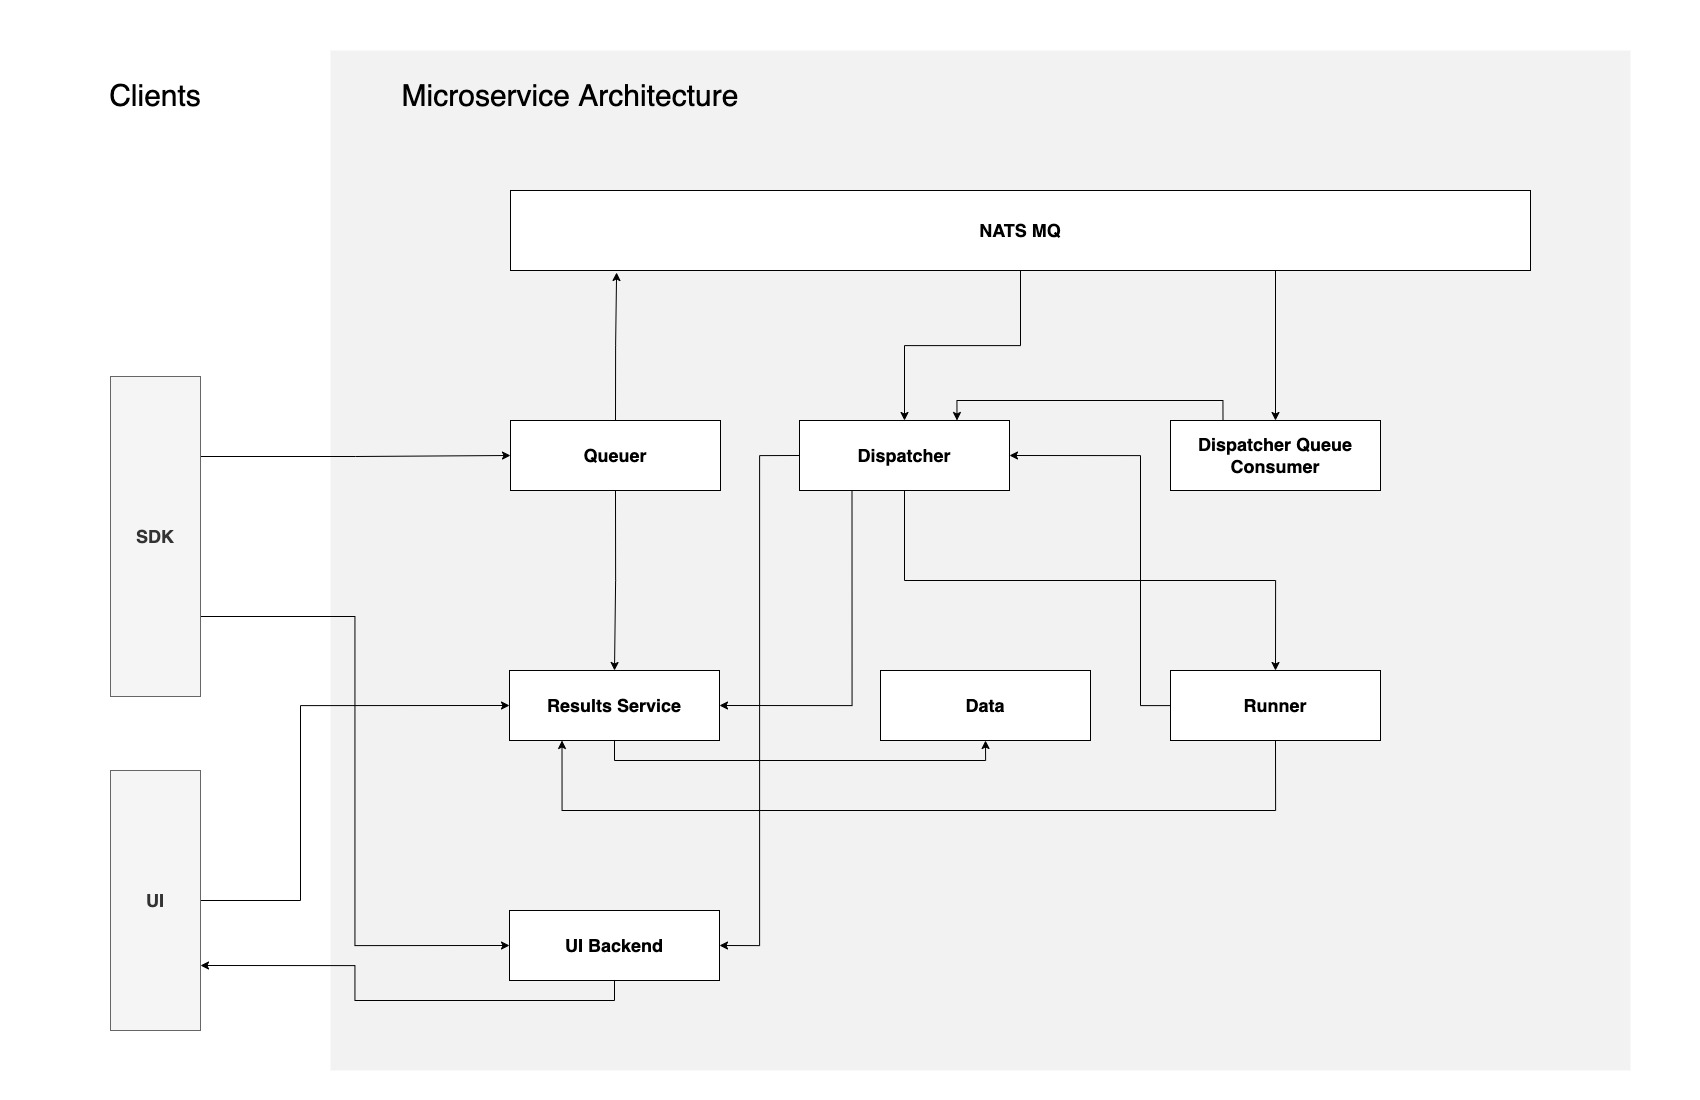 Clients
Microservice Architecture
NATS MQ
Queuer
Dispatcher
Dispatcher Queue
Consumer
SDK
Results Service
Data
Runner
UI
UI Backend